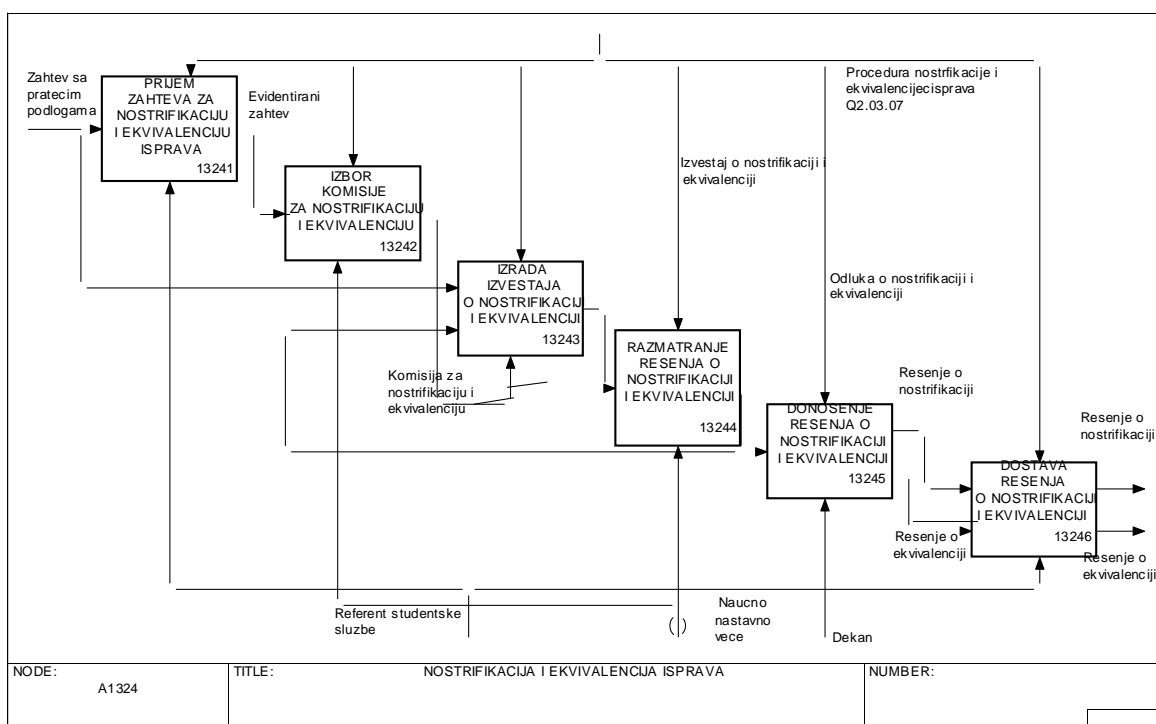 Zahtev sa
pratecim
podlogama
PRIJEM
ZAHTEVA ZA
NOSTRIFIKACIJU
I EKVIVALENCIJU
ISPRAVA
13241
Evidentirani
zahtev
Procedura nostrfikacije i
ekvivalencijecisprava
Q2.03.07
IZBOR
KOMISIJE
ZA NOSTRIFIKACIJU
I EKVIVALENCIJU
13242
Izvestaj o nostrifikaciji i
ekvivalenciji
IZRADA
IZVESTAJA
O NOSTRIFIKACIJI
I EKVIVALENCIJI
13243
Odluka o nostrifikaciji i
ekvivalenciji
Komisija za
nostrifikaciju i
ekvivalenciju
RAZMATRANJE
RESENJA O
NOSTRIFIKACIJI
I EKVIVALENCIJI
13244
Resenje o
nostrifikaciji
DONOSENJE
RESENJA O
NOSTRIFIKACIJI
I EKVIVALENCIJI
13245
Resenje o
nostrifikaciji
DOSTAVA
RESENJA
O NOSTRIFIKACIJI
I EKVIVALENCIJI
13246
Resenje o
ekvivalenciji
Resenje o
ekvivalenciji
Referent studentske
sluzbe
Naucno
nastavno
vece
Dekan
NODE:
A1324
TITLE:
NOSTRIFIKACIJA I EKVIVALENCIJA ISPRAVA
NUMBER: